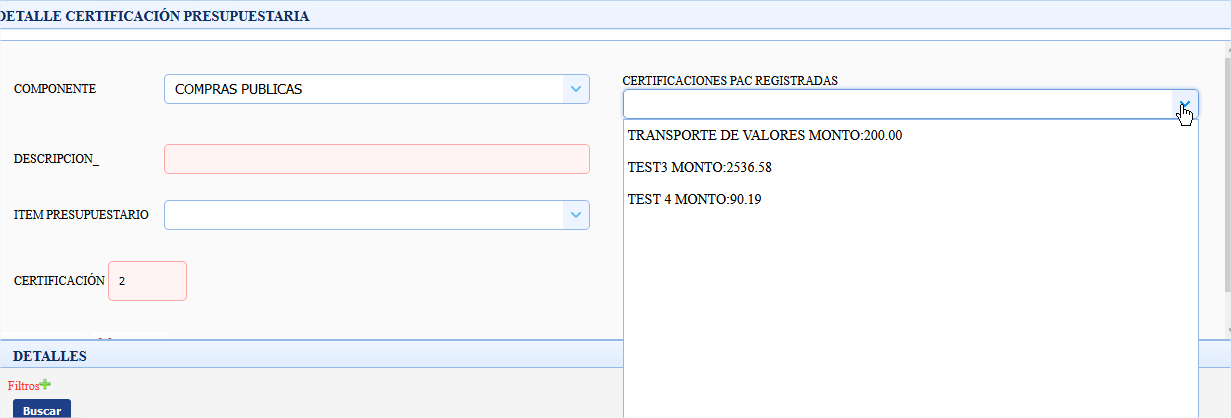 DETALLE CERTIFICACIÓN PRESUPUESTARIA
COMPONENTE
COMPRAS PUBLICAS
CERTIFICACIONES PAC REGISTRADAS
TRANSPORTE DE VALORES MONTO:200.00
TEST3 MONTO:2536.58
TEST 4 MONTO:90.19
DESCRIPCION_
ITEM PRESUPUESTARIO
CERTIFICACIÓN
2
DETALLES
Filtros
Buscar